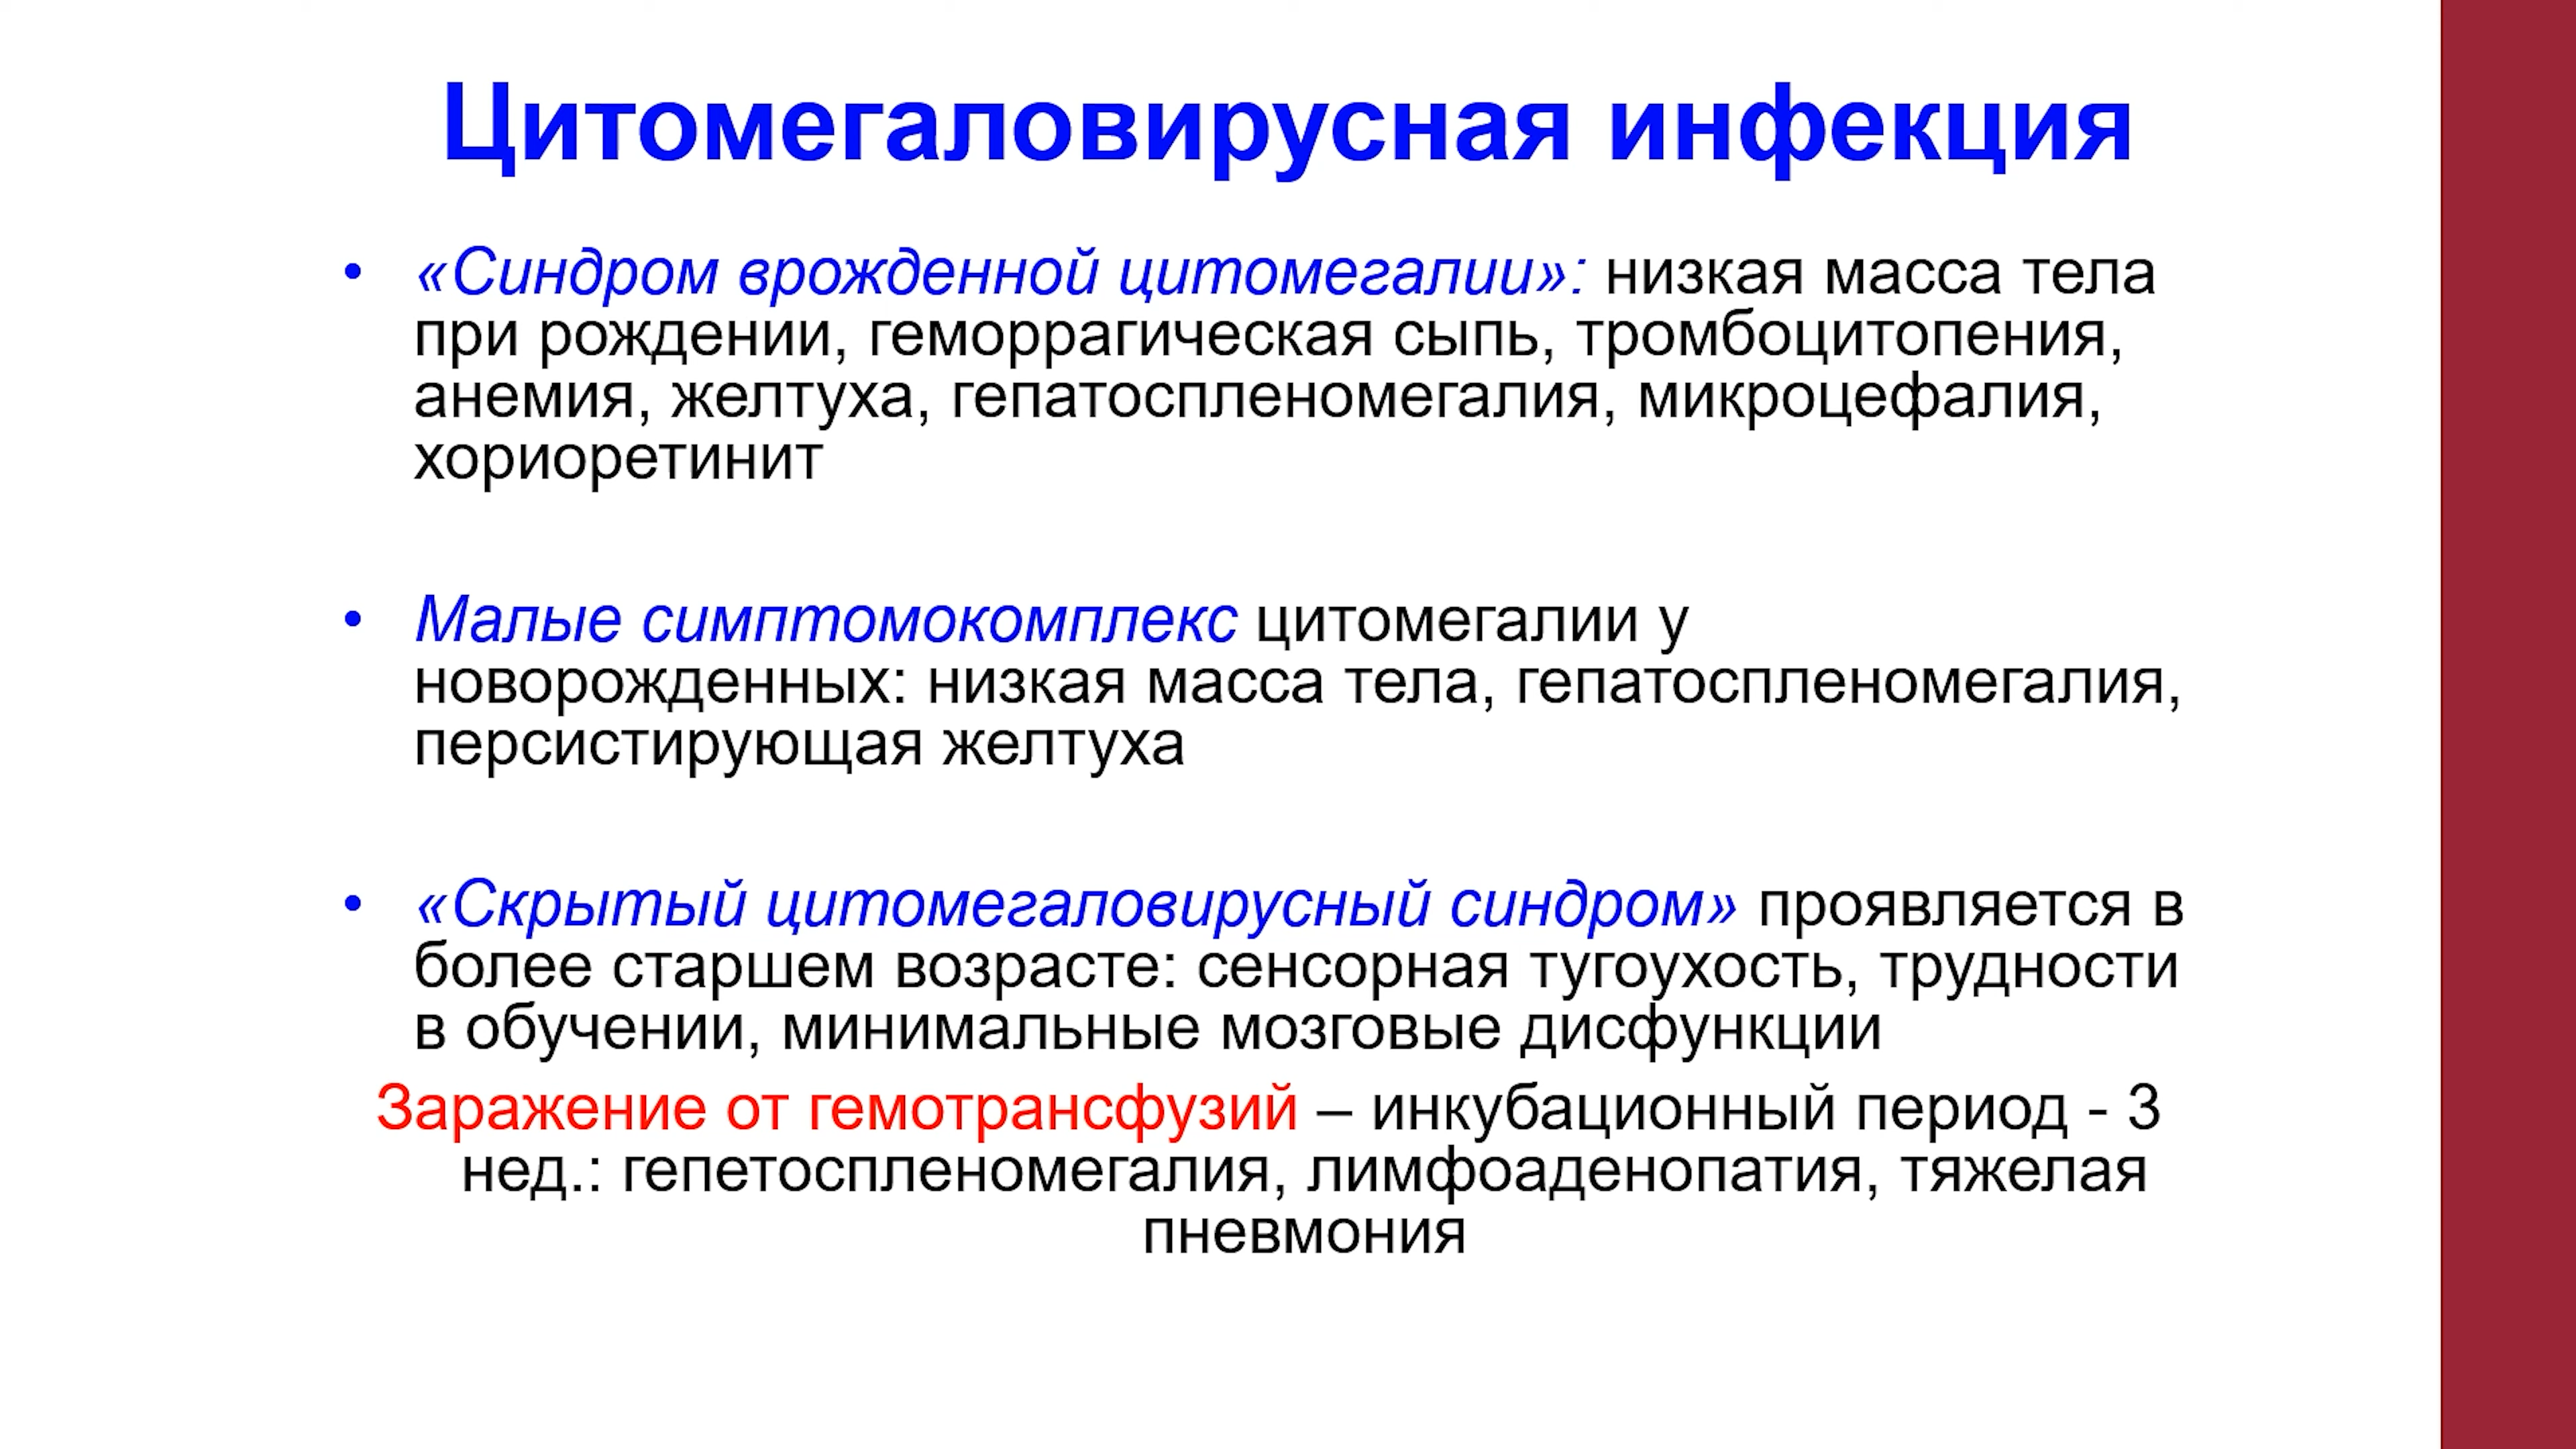 Цитомегаловирусная инфекция
• «Синдром врожденной цитомегалии»: низкая масса тела
при рождении, геморрагическая сыпь, тромбоцитопения,
анемия, желтуха, гепатоспленомегалия, микроцефалия,
хориоретинит
• Малые симптомокомплекс цитомегалии у
новорожденных: низкая масса тела, гепатоспленомегалия,
персистирующая желтуха
• «Скрытый цитомегаловирусный синдром» проявляется в
более старшем возрасте: сенсорная тугоухость, трудности
в обучении, минимальные мозговые дисфункции
Заражение от гемотрансфузий – инкубационный период - 3
нед.: гепетоспленомегалия, лимфоаденопатия, тяжелая
пневмония